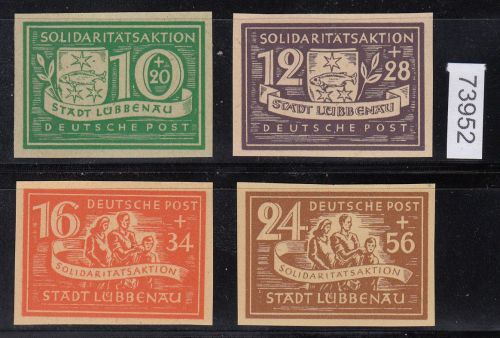 SOLIDARITÄTSAKTION
10 + 20
STADT LÜBBENAU
DEUTSCHE POST
SOLIDARITÄTSAKTION
12 + 28
STADT LÜBBENAU
DEUTSCHE POST
73952
16 DEUTSCHE POST
+ 34
SOLIDARITÄTSAKTION
STADT LÜBBENAU
24 DEUTSCHE POST
+ 56
SOLIDARITÄTSAKTION
STADT LÜBBENAU